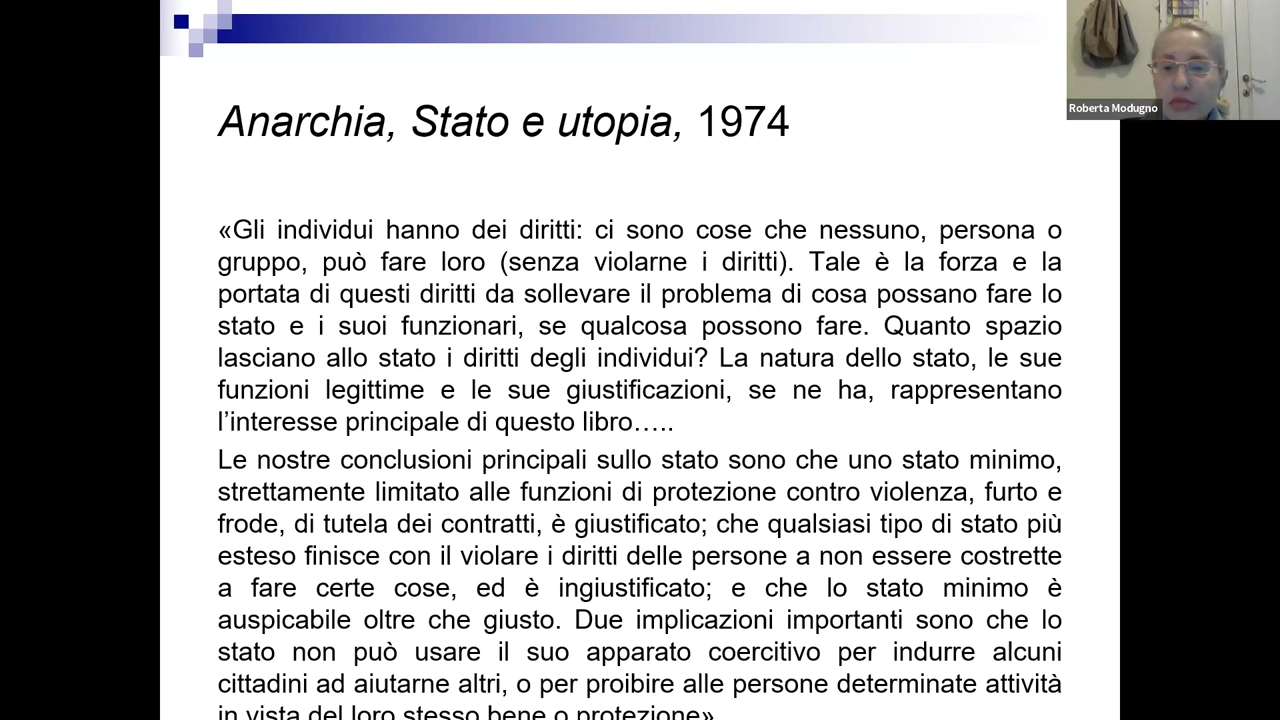 Anarchia, Stato e utopia, 1974
Roberta Modugno
«Gli individui hanno dei diritti: ci sono cose che nessuno, persona o
gruppo, può fare loro (senza violarne i diritti). Tale è la forza e la
portata di questi diritti da sollevare il problema di cosa possano fare lo
stato e i suoi funzionari, se qualcosa possono fare. Quanto spazio
lasciano allo stato i diritti degli individui? La natura dello stato, le sue
funzioni legittime e le sue giustificazioni, se ne ha, rappresentano
l’interesse principale di questo libro…..
Le nostre conclusioni principali sullo stato sono che uno stato minimo,
strettamente limitato alle funzioni di protezione contro violenza, furto e
frode, di tutela dei contratti, è giustificato; che qualsiasi tipo di stato più
esteso finisce con il violare i diritti delle persone a non essere costrette
a fare certe cose, ed è ingiustificato; e che lo stato minimo è
auspicabile oltre che giusto. Due implicazioni importanti sono che lo
stato non può usare il suo apparato coercitivo per indurre alcuni
cittadini ad aiutarne altri, o per proibire alle persone determinate attività
in vista del loro stesso bene o protezione»